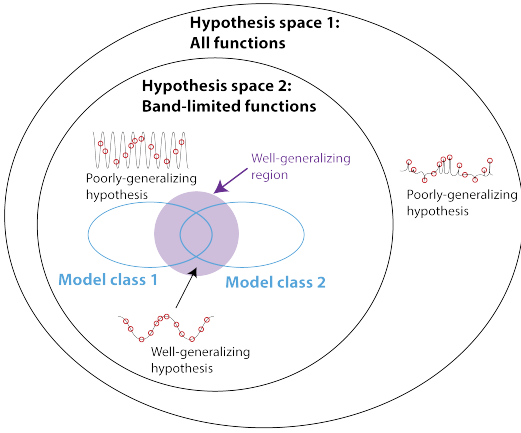 Hypothesis space 1:
All functions
Hypothesis space 2:
Band-limited functions
Well-generalizing
region
Poorly-generalizing
hypothesis
Poorly-generalizing
hypothesis
Model class 1
Model class 2
Well-generalizing
hypothesis